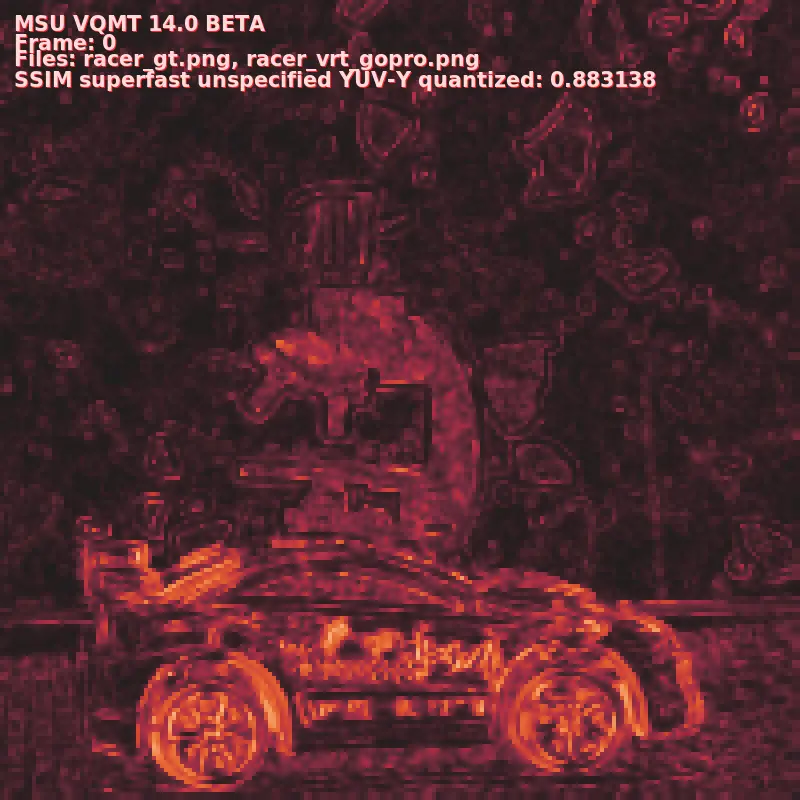 MSU VQMT 14.0 BETA
Frame: 0
Files: racer_gt.png, racer_vrt_gopro.png
SSIM superfast unspecified YUV-Y quantized: 0.883138